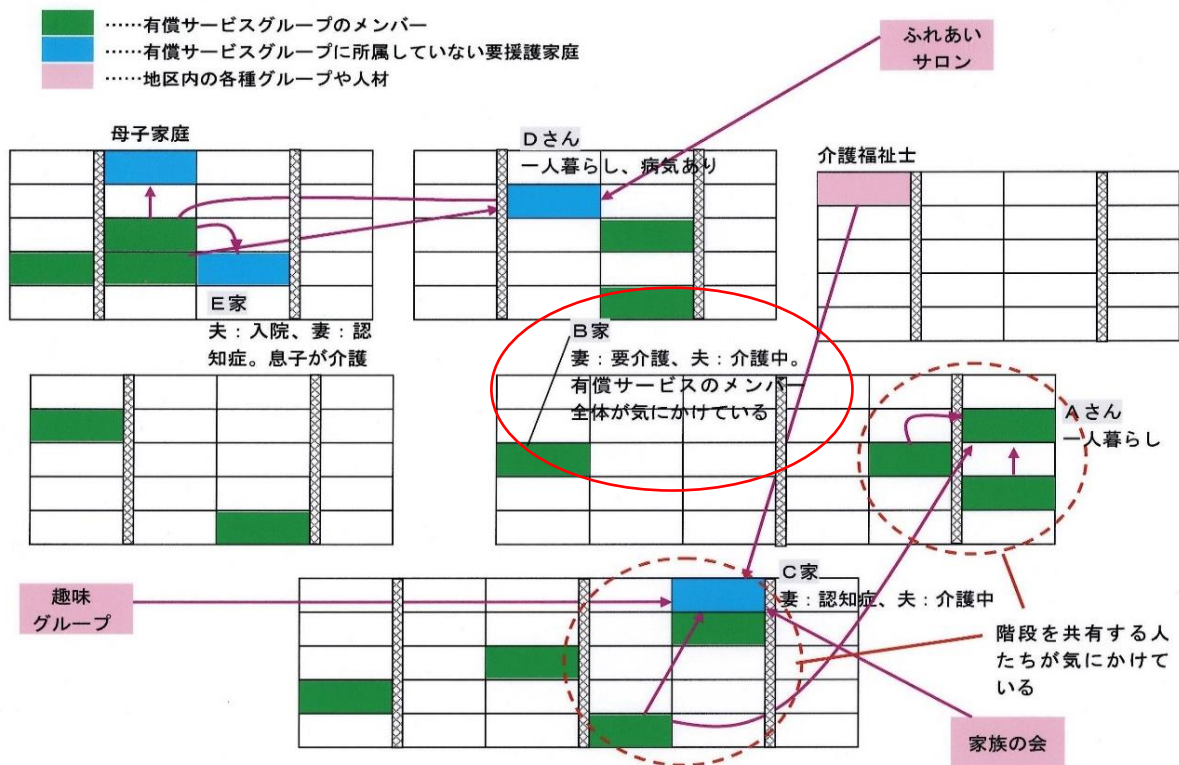 ……有償サービスグループのメンバー
……有償サービスグループに所属していない要援護家庭
……地区内の各種グループや人材
ふれあい
サロン
母子家庭
Dさん
一人暮らし、病気あり
介護福祉士
E家
夫:入院、妻:認
知症。息子が介護
B家
妻:要介護、夫:介護中。
有償サービスのメンバー
全体が気にかけている
Aさん
一人暮らし
C家
妻:認知症、夫:介護中
趣味
グループ
階段を共有する人
たちが気にかけて
いる
家族の会